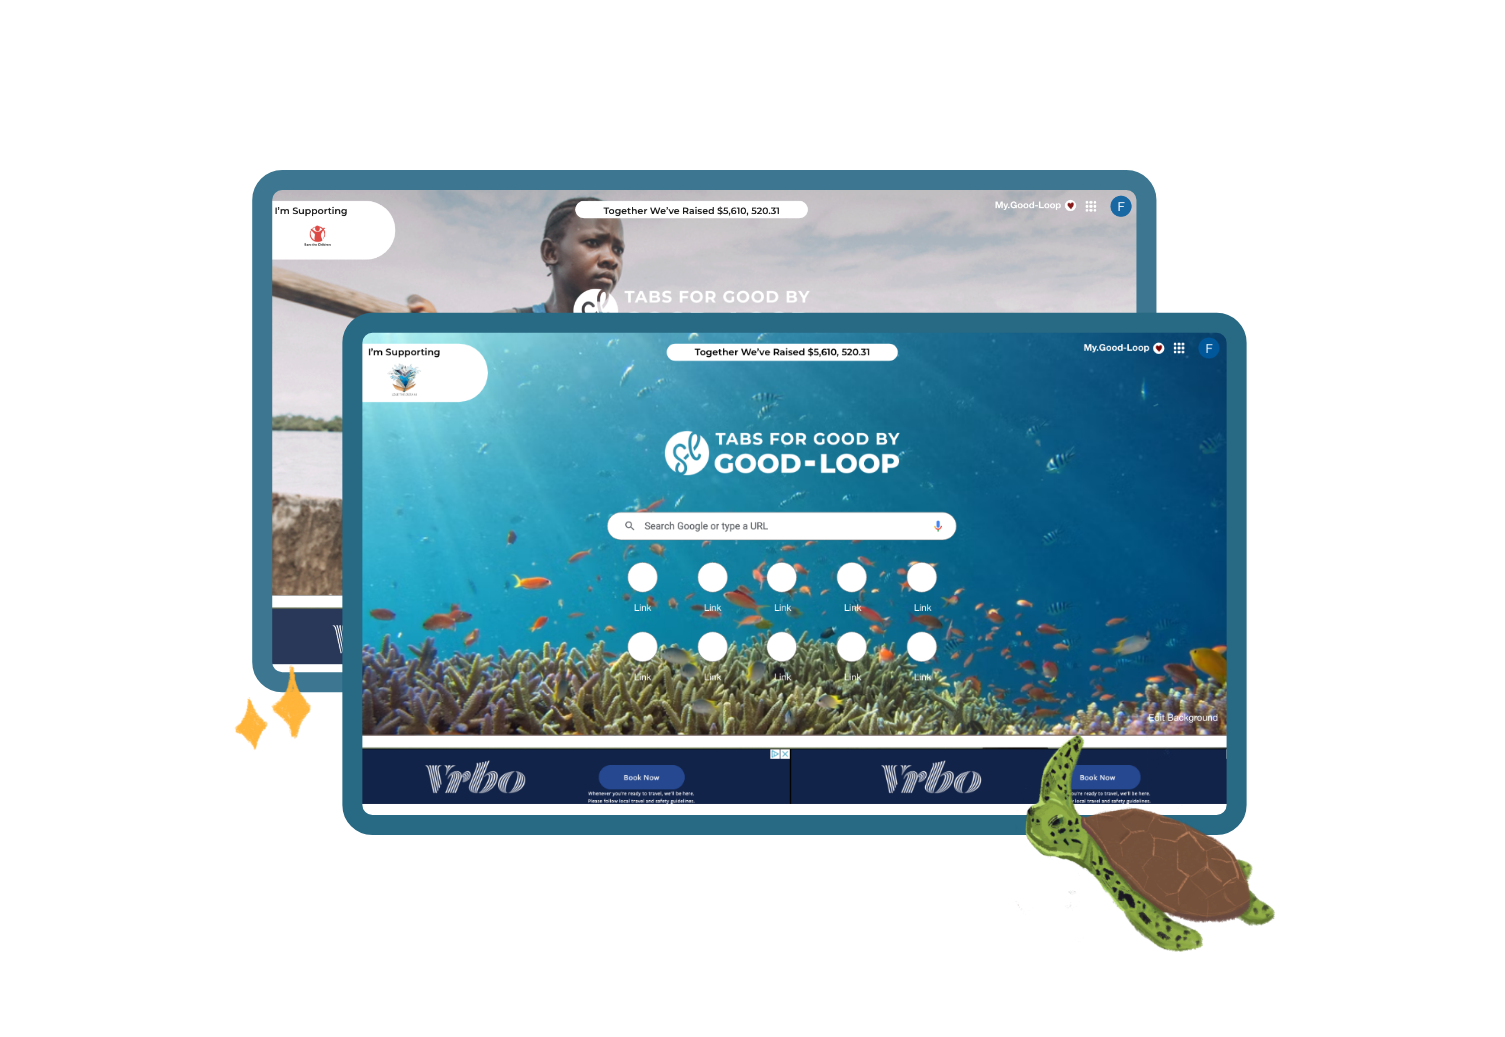 I'm Supporting
Save the Children
Together We've Raised $5,610, 520.31
My.Good-Loop
F
TABS FOR GOOD BY
I'm Supporting
Together We've Raised $5,610, 520.31
My.Good-Loop
F
TABS FOR GOOD BY
GOOD-LOOP
Search Google or type a URL
Link Link Link Link Link
Link Link Link Link Link
Edit Background
Vrbo
Book Now
Whenever you're ready to travel, we'll be here.
Please follow local travel and safety guidelines.
Vrbo
Book Now
're ready to travel, we'll be here.
local travel and safety guidelines.